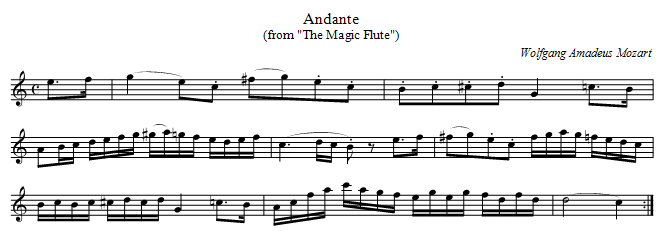 Andante
(from "The Magic Flute")
Wolfgang Amadeus Mozart